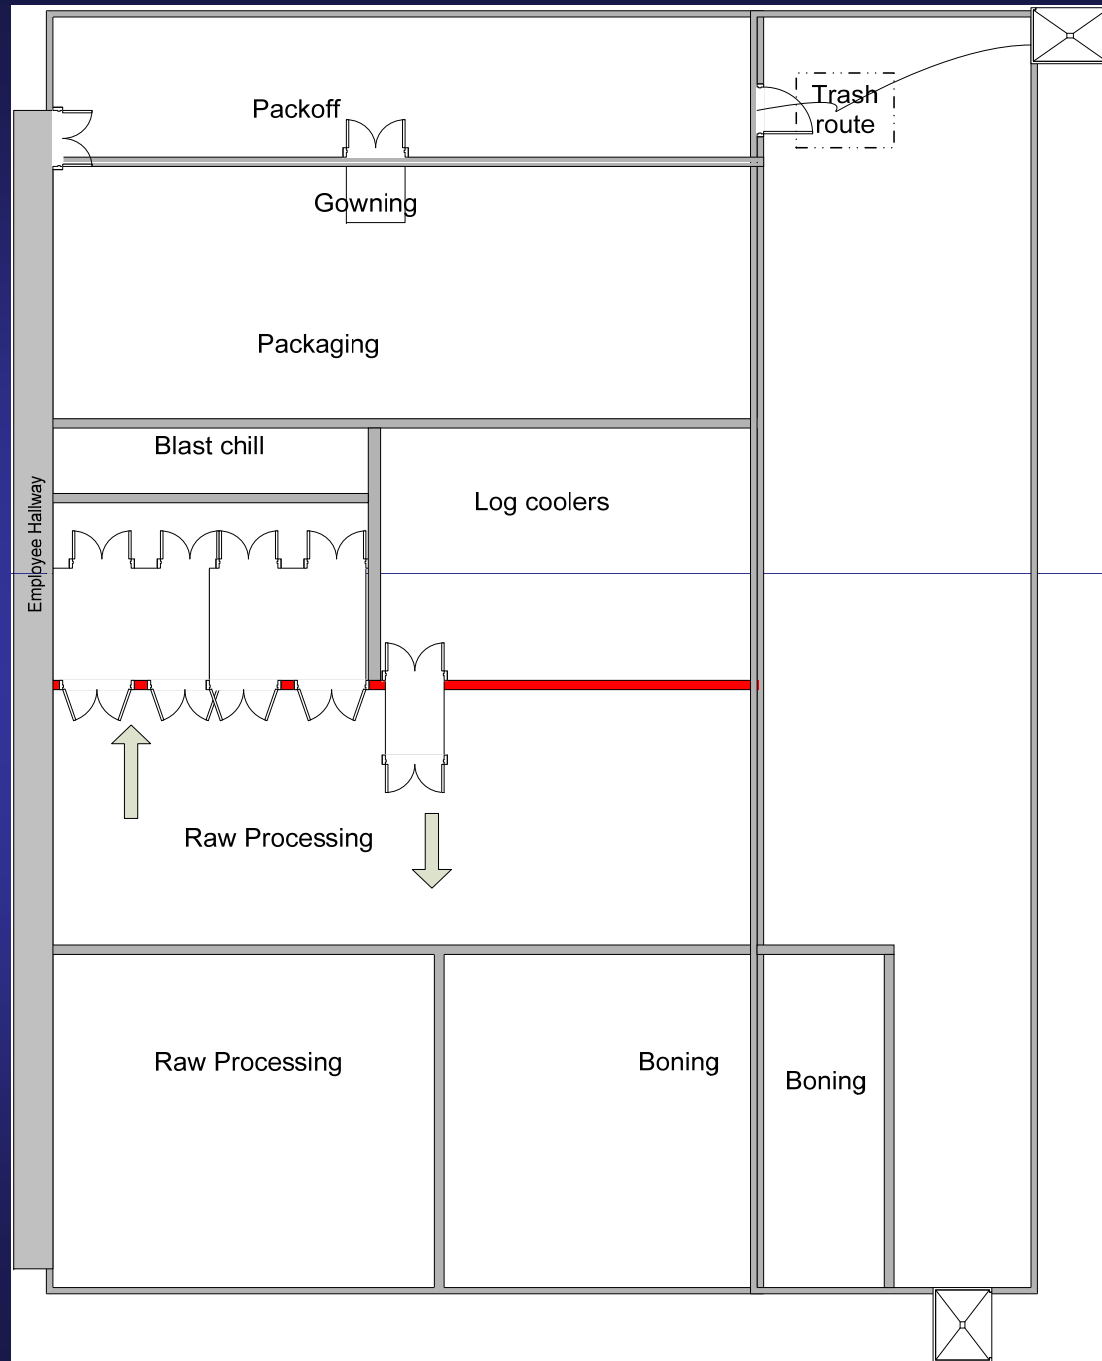 Packoff
Trash
route
Gowning
Packaging
Blast chill
Log coolers
Employee Hallway
Raw Processing
Raw Processing
Boning
Boning